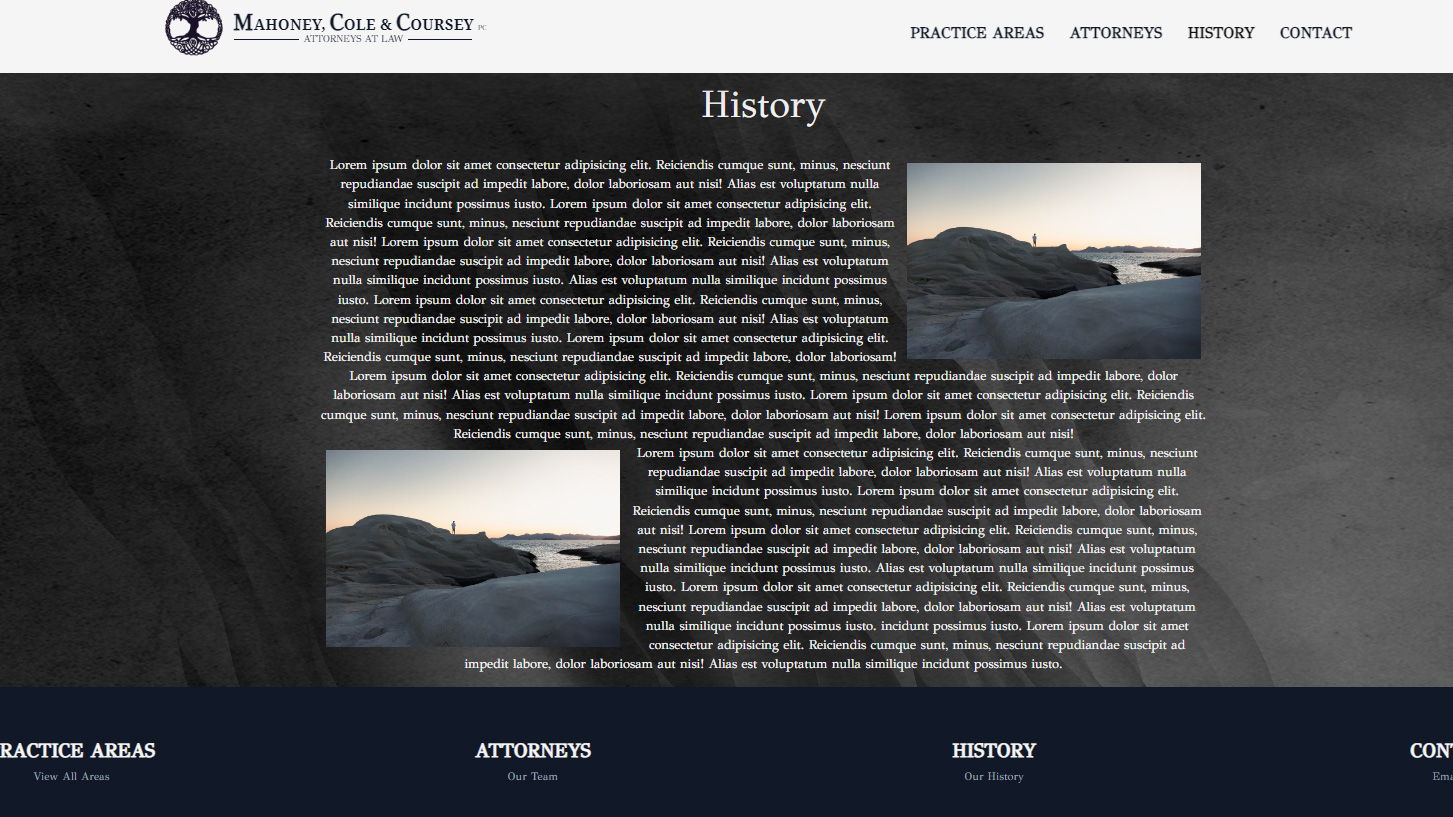 MAHONEY, COLE & COURSEY PC
ATTORNEYS AT LAW
PRACTICE AREAS ATTORNEYS HISTORY CONTACT
History
Lorem ipsum dolor sit amet consectetur adipisicing elit. Reiciendis cumque sunt, minus, nesciunt
repudiandae suscipit ad impedit labore, dolor laboriosam aut nisi! Alias est voluptatum nulla
similique incidunt possimus iusto. Lorem ipsum dolor sit amet consectetur adipisicing elit.
Reiciendis cumque sunt, minus, nesciunt repudiandae suscipit ad impedit labore, dolor laboriosam
aut nisi! Lorem ipsum dolor sit amet consectetur adipisicing elit. Reiciendis cumque sunt, minus,
nesciunt repudiandae suscipit ad impedit labore, dolor laboriosam aut nisi! Alias est voluptatum
nulla similique incidunt possimus iusto. Alias est voluptatum nulla similique incidunt possimus
iusto. Lorem ipsum dolor sit amet consectetur adipisicing elit. Reiciendis cumque sunt, minus,
nesciunt repudiandae suscipit ad impedit labore, dolor laboriosam aut nisi! Alias est voluptatum
nulla similique incidunt possimus iusto. Lorem ipsum dolor sit amet consectetur adipisicing elit.
Reiciendis cumque sunt, minus, nesciunt repudiandae suscipit ad impedit labore, dolor laboriosam!
Lorem ipsum dolor sit amet consectetur adipisicing elit. Reiciendis cumque sunt, minus, nesciunt repudiandae suscipit ad impedit labore, dolor
laboriosam aut nisi! Alias est voluptatum nulla similique incidunt possimus iusto. Lorem ipsum dolor sit amet consectetur adipisicing elit. Reiciendis
cumque sunt, minus, nesciunt repudiandae suscipit ad impedit labore, dolor laboriosam aut nisi! Lorem ipsum dolor sit amet consectetur adipisicing elit.
Reiciendis cumque sunt, minus, nesciunt repudiandae suscipit ad impedit labore, dolor laboriosam aut nisi!
Lorem ipsum dolor sit amet consectetur adipisicing elit. Reiciendis cumque sunt, minus, nesciunt
repudiandae suscipit ad impedit labore, dolor laboriosam aut nisi! Alias est voluptatum nulla
similique incidunt possimus iusto. Lorem ipsum dolor sit amet consectetur adipisicing elit.
Reiciendis cumque sunt, minus, nesciunt repudiandae suscipit ad impedit labore, dolor laboriosam
aut nisi! Lorem ipsum dolor sit amet consectetur adipisicing elit. Reiciendis cumque sunt, minus,
nesciunt repudiandae suscipit ad impedit labore, dolor laboriosam aut nisi! Alias est voluptatum
nulla similique incidunt possimus iusto. Alias est voluptatum nulla similique incidunt possimus
iusto. Lorem ipsum dolor sit amet consectetur adipisicing elit. Reiciendis cumque sunt, minus,
nesciunt repudiandae suscipit ad impedit labore, dolor laboriosam aut nisi! Alias est voluptatum
nulla similique incidunt possimus iusto. incidunt possimus iusto. Lorem ipsum dolor sit amet
consectetur adipisicing elit. Reiciendis cumque sunt, minus, nesciunt repudiandae suscipit ad
impedit labore, dolor laboriosam aut nisi! Alias est voluptatum nulla similique incidunt possimus iusto.
RACTICE AREAS ATTORNEYS HISTORY CON
View All Areas Our Team Our History Ema